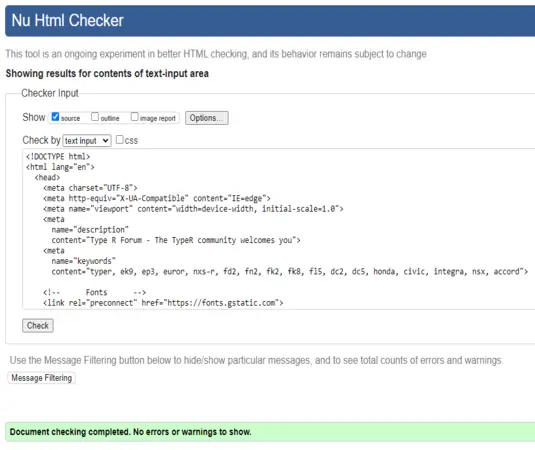 Nu Html Checker
This tool is an ongoing experiment in better HTML checking, and its behavior remains subject to change
Showing results for contents of text-input area
Checker Input
Show source outline image report Options...
Check by text input css
<!DOCTYPE html>
<html lang="en">
<head>
<meta charset="UTF-8">
<meta http-equiv="X-UA-Compatible" content="IE=edge">
<meta name="viewport" content="width=device-width, initial-scale=1.0">
<meta
name="description"
content="Type R Forum - The TypeR community welcomes you">
<meta
name="keywords"
content="typer, ek9, ep3, euror, nxs-r, fd2, fn2, fk2, fk8, fl5, dc2, dc5, honda, civic, integra, nsx, accord">
<!-- Fonts -->
<link rel="preconnect" href="https://fonts.gstatic.com">
Check
Use the Message Filtering button below to hide/show particular messages, and to see total counts of errors and warnings.
Message Filtering
Document checking completed. No errors or warnings to show.